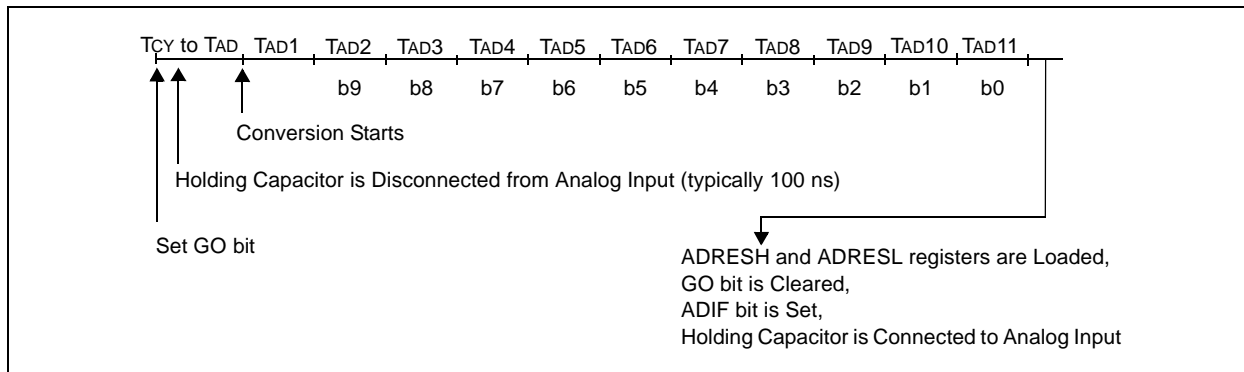 TCY to TAD TAD1 TAD2 TAD3 TAD4 TAD5 TAD6 TAD7 TAD8 TAD9 TAD10 TAD11
b9 b8 b7 b6 b5 b4 b3 b2 b1 b0
Conversion Starts
Holding Capacitor is Disconnected from Analog Input (typically 100 ns)
Set GO bit
ADRESH and ADRESL registers are Loaded,
GO bit is Cleared,
ADIF bit is Set,
Holding Capacitor is Connected to Analog Input